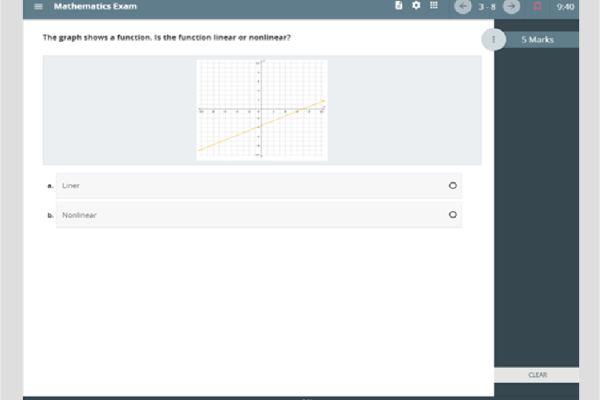 Mathematics Exam
3 - 8
9:40
The graph shows a function. Is the function linear or nonlinear?
5 Marks
a. Liner
b. Nonlinear
CLEAR